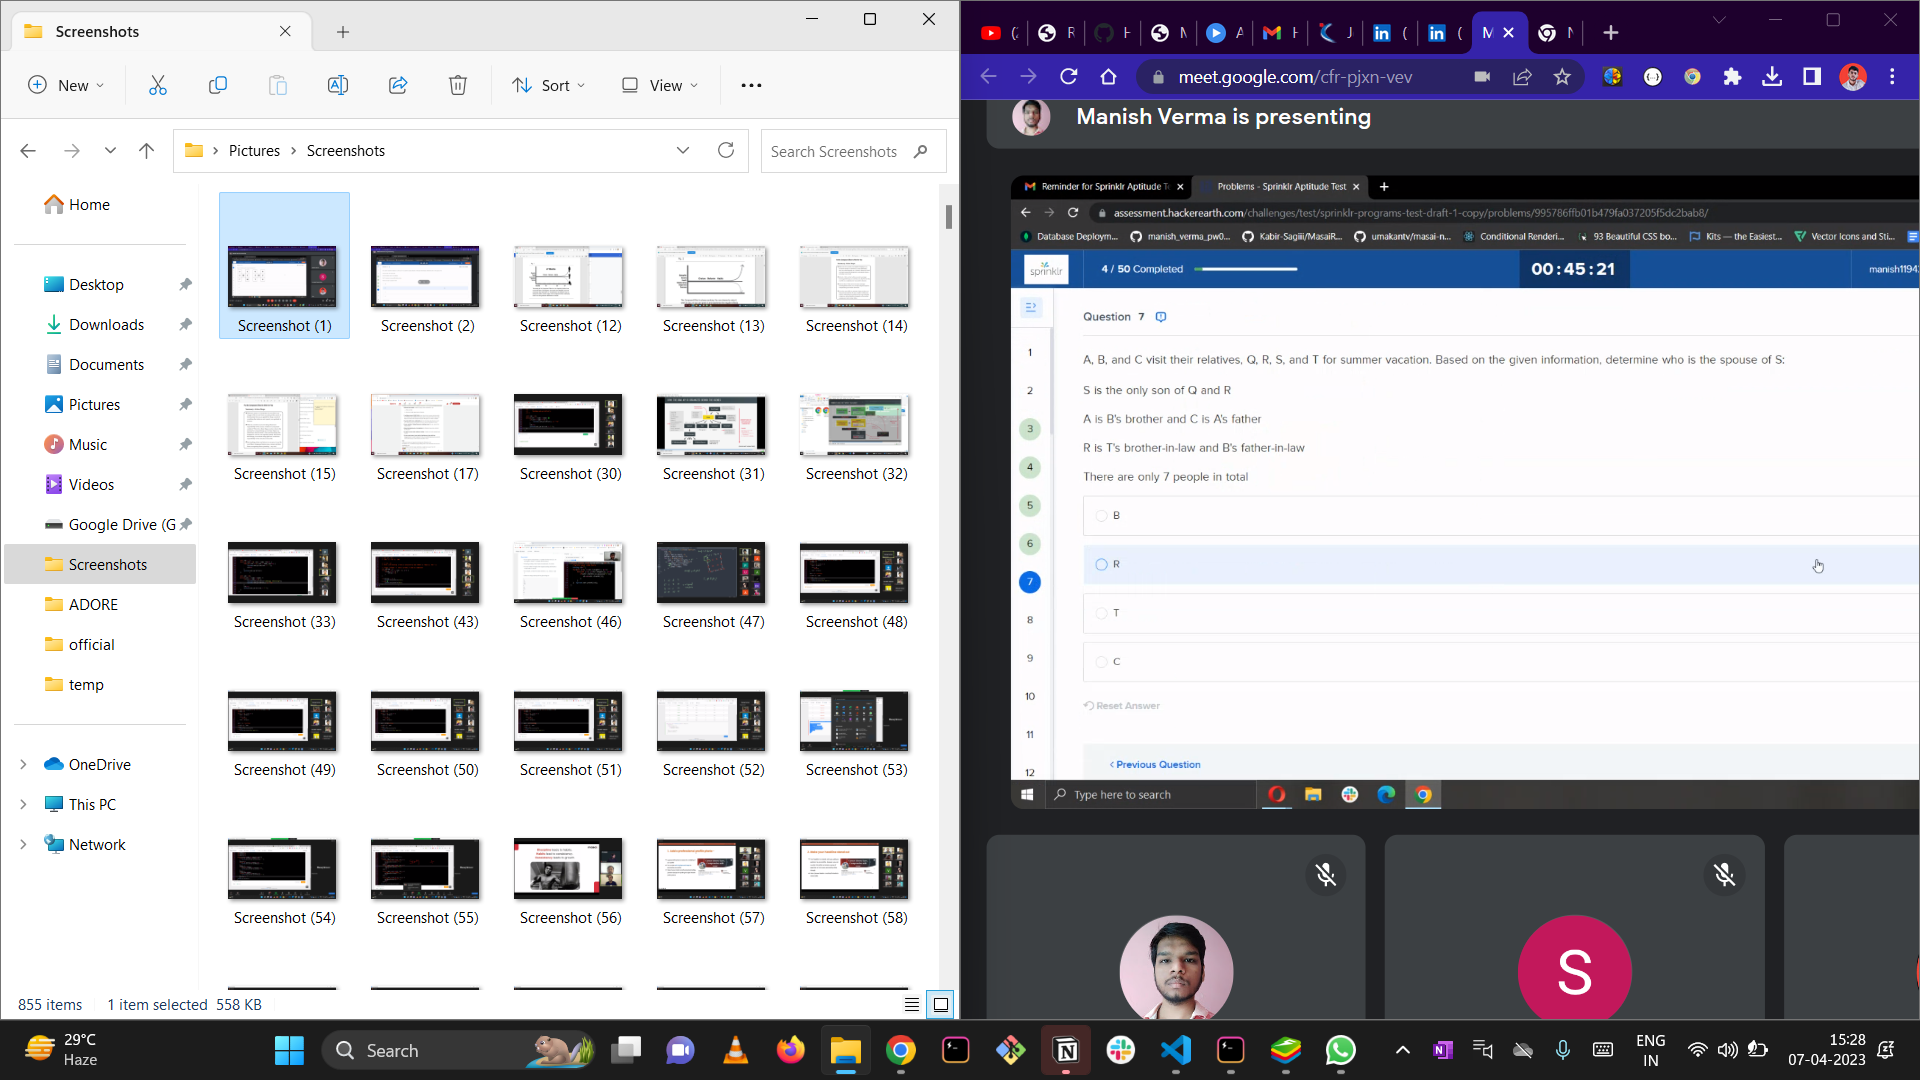 Screenshots
New
Sort
View
Pictures
Screenshots
Search Screenshots
Home
Desktop
Downloads
Documents
Pictures
Music
Videos
Google Drive (G
Screenshots
ADORE
official
temp
OneDrive
This PC
Network
Screenshot (1)
Screenshot (2)
Screenshot (12)
Screenshot (13)
Screenshot (14)
Screenshot (15)
Screenshot (17)
Screenshot (30)
Screenshot (31)
Screenshot (32)
Screenshot (33)
Screenshot (43)
Screenshot (46)
Screenshot (47)
Screenshot (48)
Screenshot (49)
Screenshot (50)
Screenshot (51)
Screenshot (52)
Screenshot (53)
Screenshot (54)
Screenshot (55)
Screenshot (56)
Screenshot (57)
Screenshot (58)
855 items 1 item selected 558 KB
meet.google.com/cfr-pjxn-vev
Manish Verma is presenting
Reminder for Sprinklr Aptitude Te
Problems - Sprinklr Aptitude Test
assessment.hackerearth.com/challenges/test/sprinklr-programs-test-draft-1-copy/problems/995786ffb01b479fa037205f5dc2bab8/
Database Deploym...
manish_verma_pw0...
Kabir-Sagiii/MasaiR...
umakantv/masai-n...
Conditional Renderi...
93 Beautiful CSS bo...
Kits — the Easiest...
Vector Icons and Sti...
sprinklr
4 / 50 Completed
00:45:21
manish1194
Question 7
A, B, and C visit their relatives, Q, R, S, and T for summer vacation. Based on the given information, determine who is the spouse of S:
S is the only son of Q and R
A is B's brother and C is A's father
R is T's brother-in-law and B's father-in-law
There are only 7 people in total
B
R
T
C
Reset Answer
Previous Question
1
2
3
4
5
6
7
8
9
10
11
12
Type here to search
S
29°C
Haze
Search
ENG
IN
15:28
07-04-2023